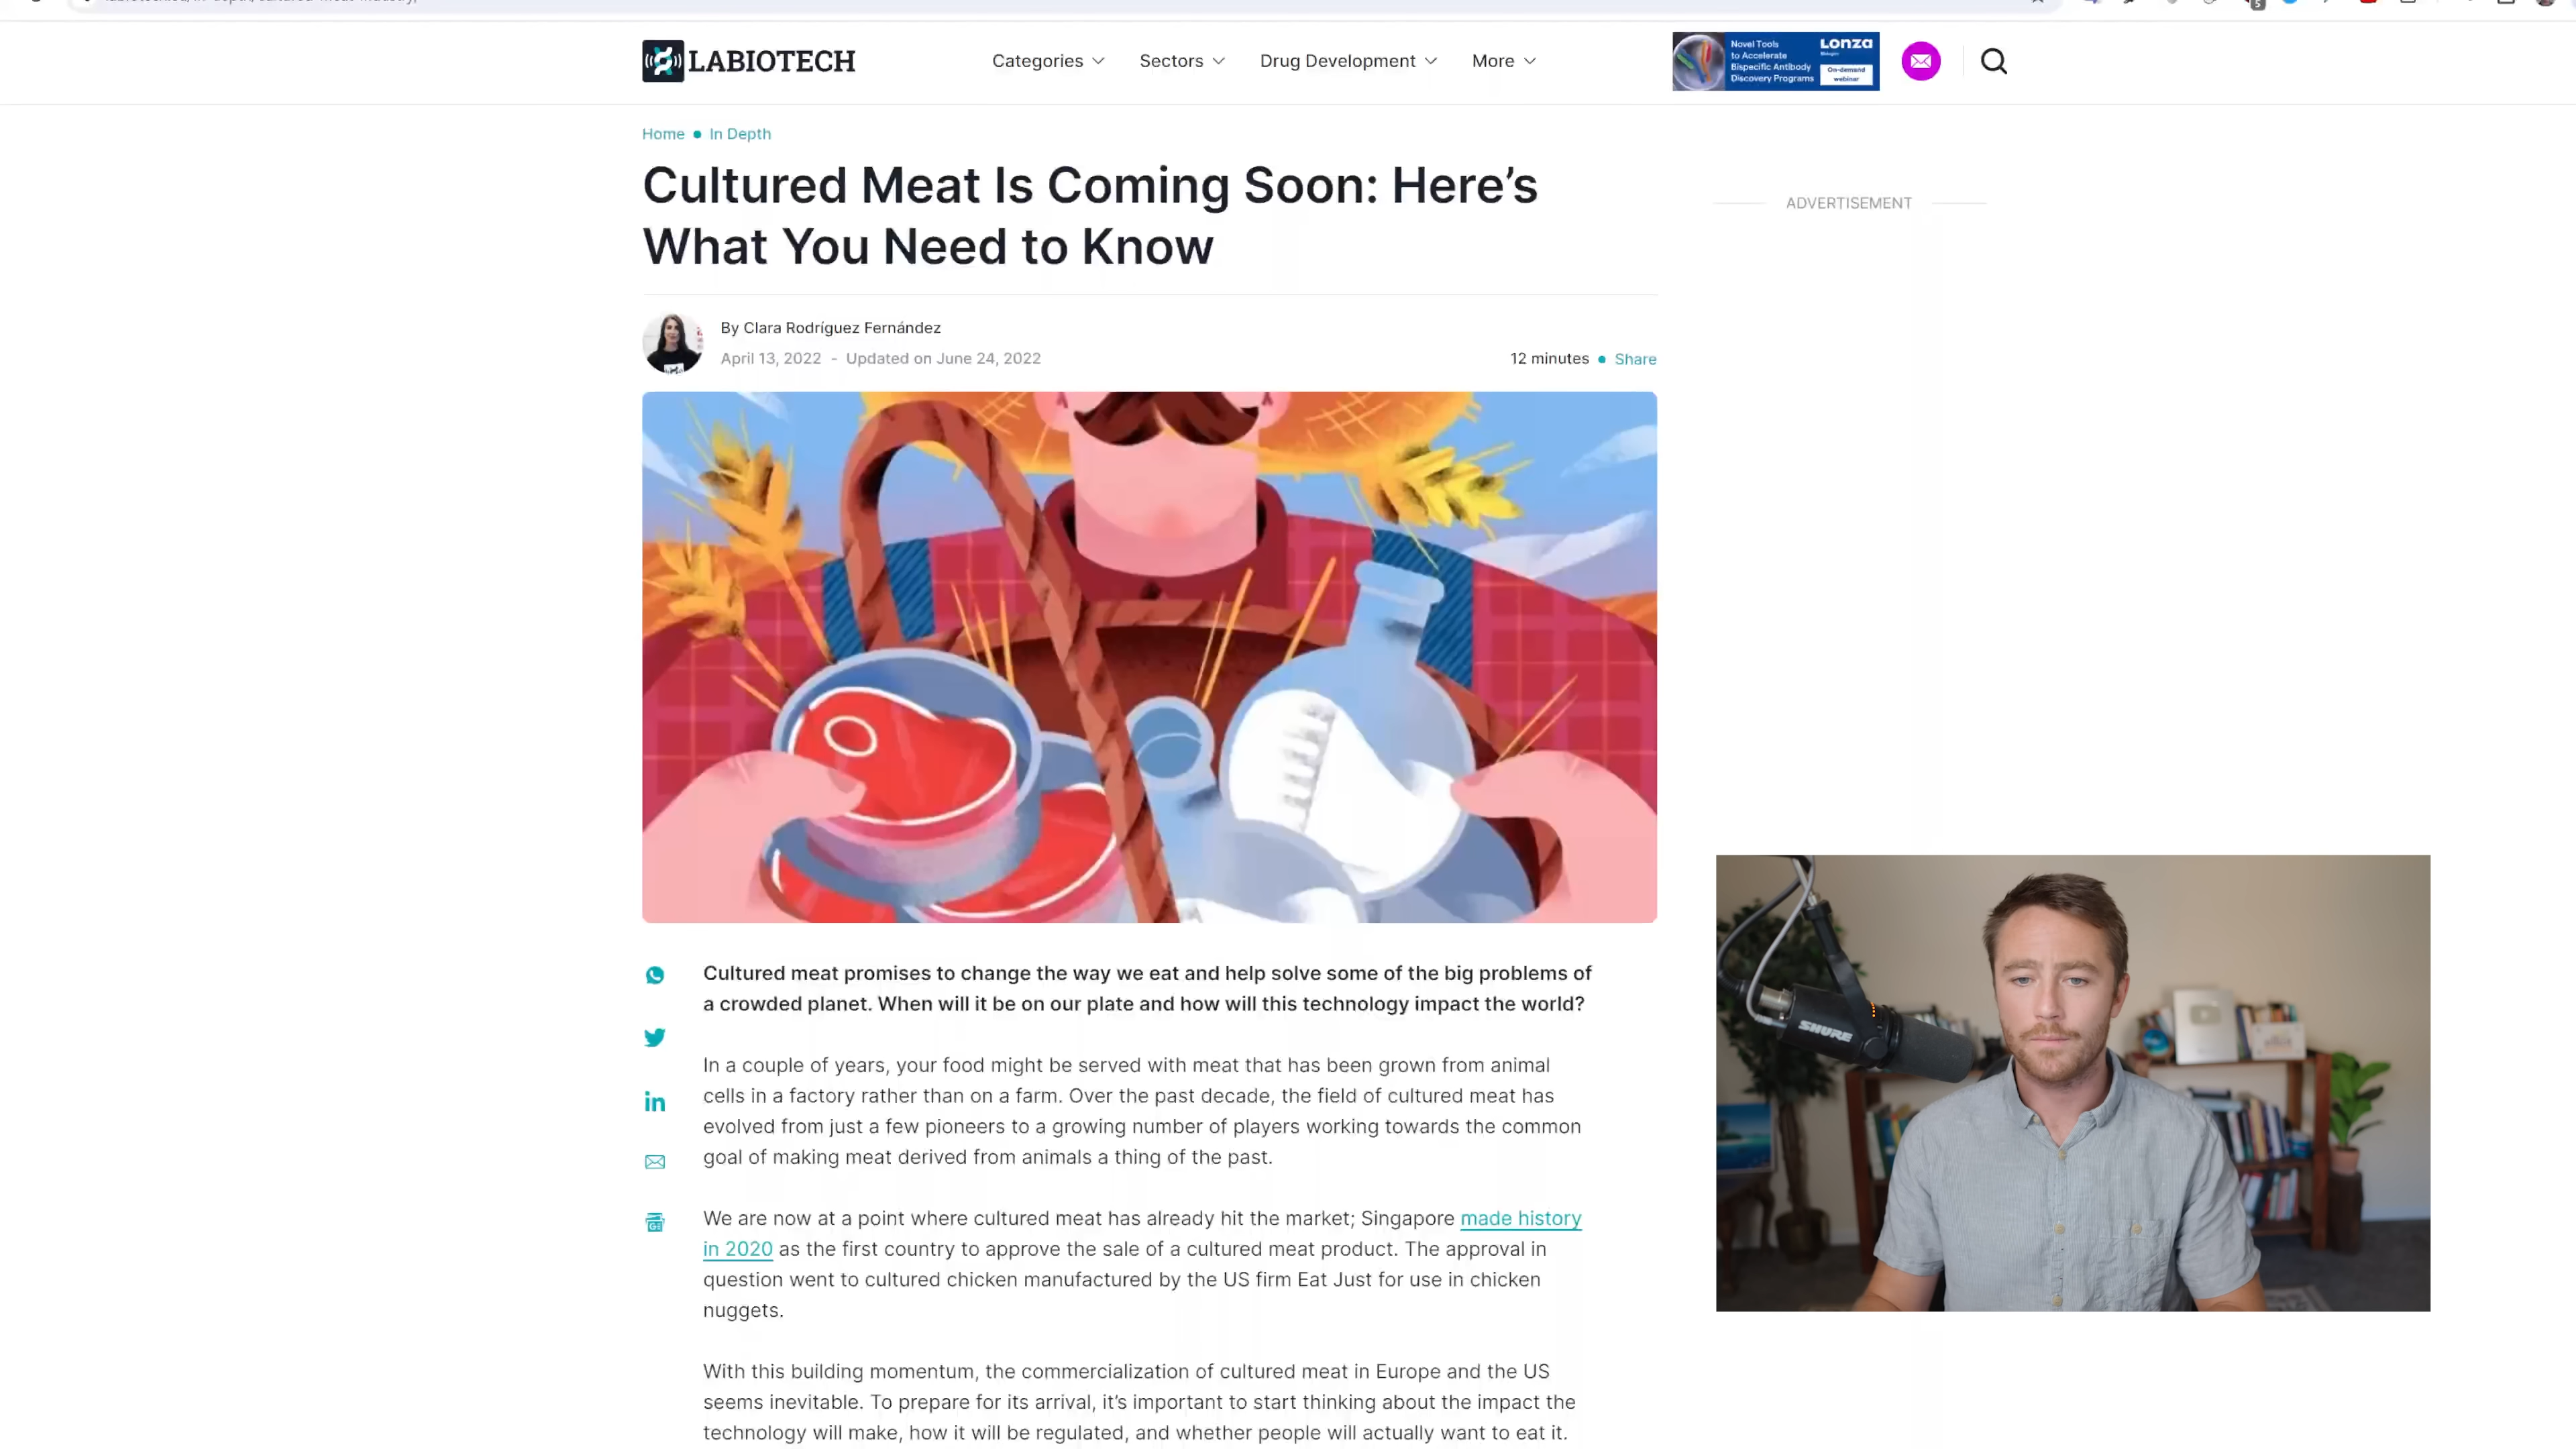 5
LABIOTECH
Categories
Sectors
Drug Development
More
Novel Tools
to Accelerate
Bispecific Antibody
Discovery Programs
Lonza
On-demand
webinar
Home • In Depth
Cultured Meat Is Coming Soon: Here’s
What You Need to Know
ADVERTISEMENT
By Clara Rodríguez Fernández
April 13, 2022 - Updated on June 24, 2022
12 minutes • Share
Cultured meat promises to change the way we eat and help solve some of the big problems of
a crowded planet. When will it be on our plate and how will this technology impact the world?
In a couple of years, your food might be served with meat that has been grown from animal
cells in a factory rather than on a farm. Over the past decade, the field of cultured meat has
evolved from just a few pioneers to a growing number of players working towards the common
goal of making meat derived from animals a thing of the past.
We are now at a point where cultured meat has already hit the market; Singapore made history
in 2020 as the first country to approve the sale of a cultured meat product. The approval in
question went to cultured chicken manufactured by the US firm Eat Just for use in chicken
nuggets.
With this building momentum, the commercialization of cultured meat in Europe and the US
seems inevitable. To prepare for its arrival, it’s important to start thinking about the impact the
technology will make, how it will be regulated, and whether people will actually want to eat it.
SHURE